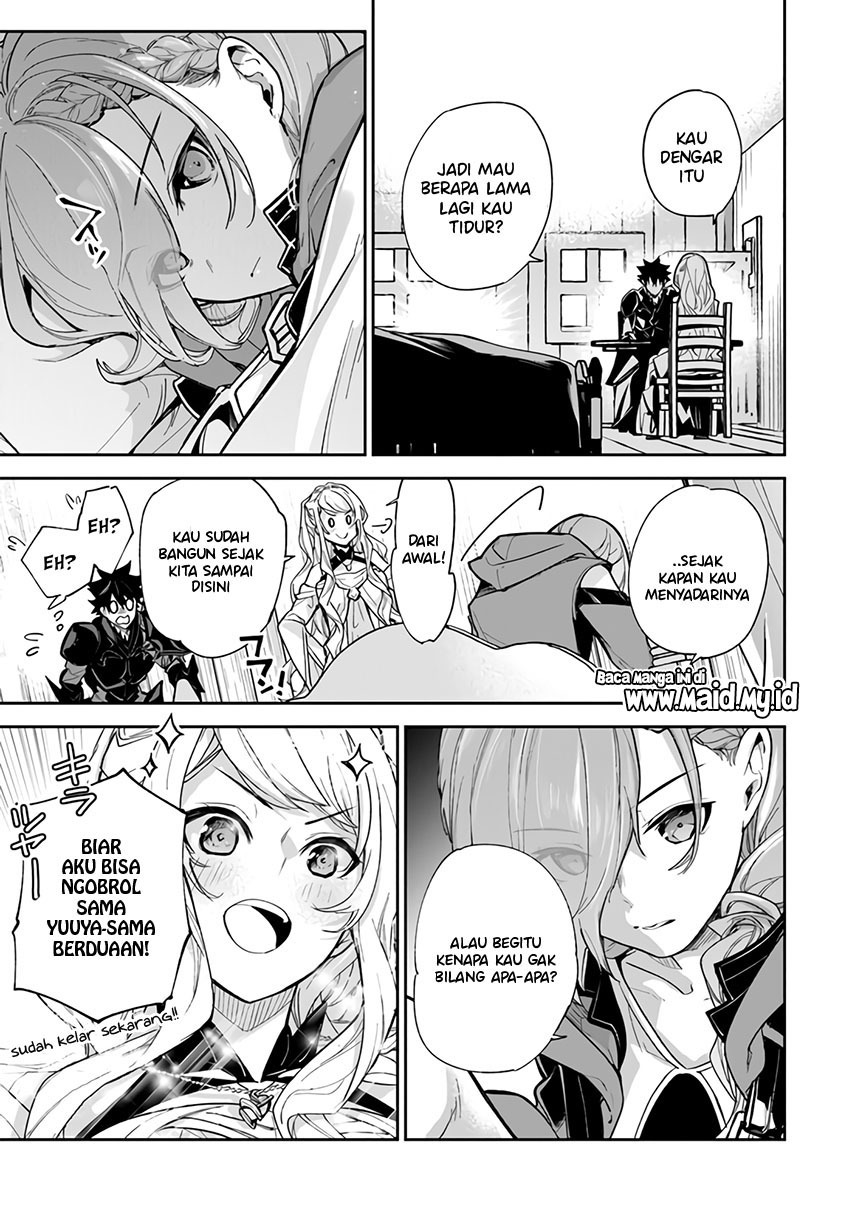 KAU
DENGAR
ITU
JADI MAU
BERAPA LAMA
LAGI KAU
TIDUR?
..SEJAK
KAPAN KAU
MENYADARINYA
DARI
AWAL!
KAU SUDAH
BANGUN SEJAK
KITA SAMPAI
DISINI
EH?
EH?
Baca Manga ini di
www.Maid.My.id
ALAU BEGITU
KENAPA KAU GAK
BILANG APA-APA?
BIAR
AKU BISA
NGOBROL
SAMA
YUUYA-SAMA
BERDUAAN!
sudah kelar sekarang!!
キラ